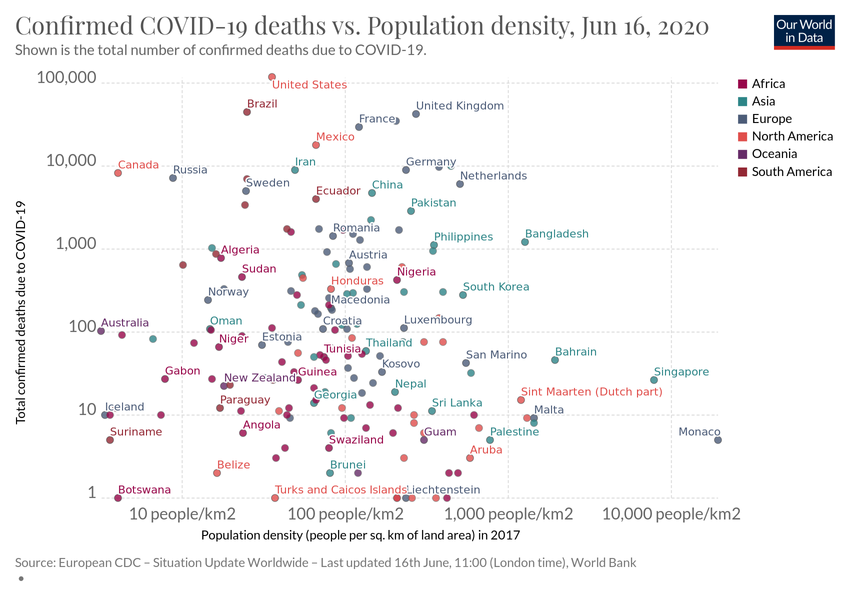 Confirmed COVID-19 deaths vs. Population density, Jun 16, 2020
Shown is the total number of confirmed deaths due to COVID-19.
Our World
in Data
100,000
United States
Africa
Asia
Europe
North America
Oceania
South America
Brazil
United Kingdom
France
Mexico
10,000
Canada
Russia
Iran
Germany
Sweden
China
Netherlands
Ecuador
Pakistan
Total confirmed deaths due to COVID-19
1,000
Romania
Philippines
Bangladesh
Algeria
Austria
Sudan
Nigeria
Honduras
Norway
Macedonia
South Korea
100
Australia
Oman
Croatia
Luxembourg
Niger
Estonia
Tunisia
Thailand
San Marino
Bahrain
Gabon
New Zealand
Guinea
Kosovo
Singapore
Georgia
Nepal
Sint Maarten (Dutch part)
10
Iceland
Paraguay
Sri Lanka
Malta
Suriname
Angola
Swaziland
Guam
Palestine
Monaco
Belize
Brunei
Aruba
1
Botswana
Turks and Caicos Islands
Liechtenstein
10 people/km2
100 people/km2
1,000 people/km2
10,000 people/km2
Population density (people per sq. km of land area) in 2017
Source: European CDC – Situation Update Worldwide – Last updated 16th June, 11:00 (London time), World Bank